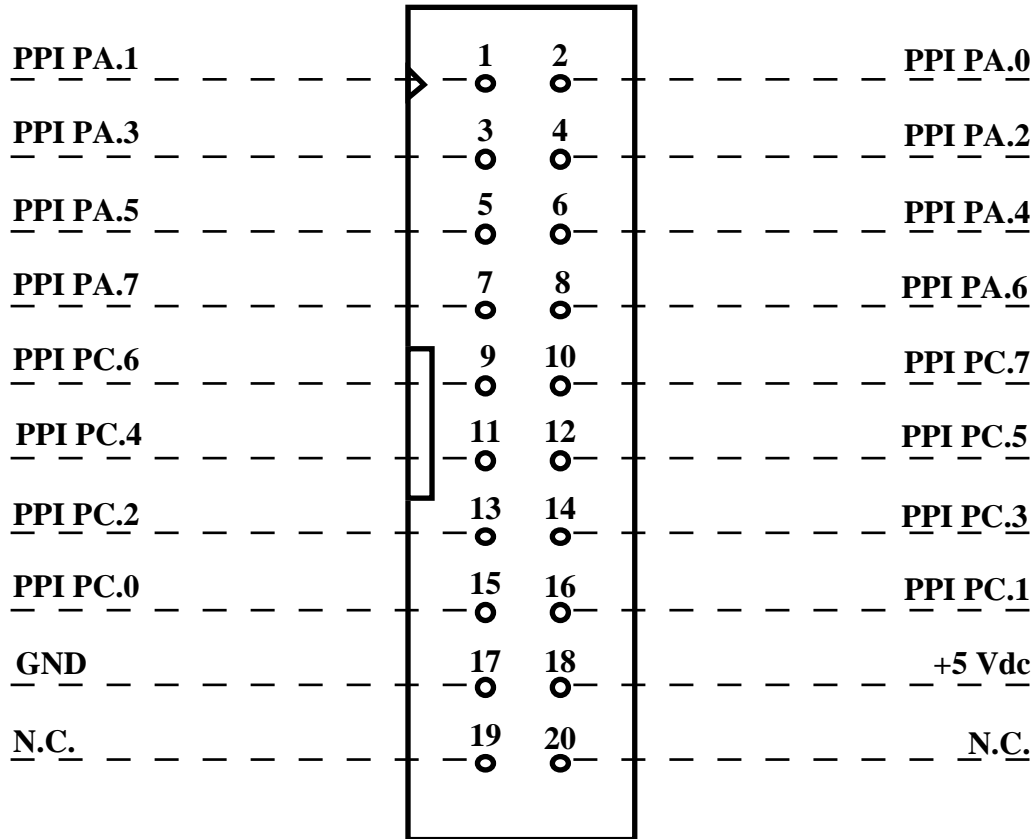 PPI PA.1 1 2 PPI PA.0
PPI PA.3 3 4 PPI PA.2
PPI PA.5 5 6 PPI PA.4
PPI PA.7 7 8 PPI PA.6
PPI PC.6 9 10 PPI PC.7
PPI PC.4 11 12 PPI PC.5
PPI PC.2 13 14 PPI PC.3
PPI PC.0 15 16 PPI PC.1
GND 17 18 +5 Vdc
N.C. 19 20 N.C.